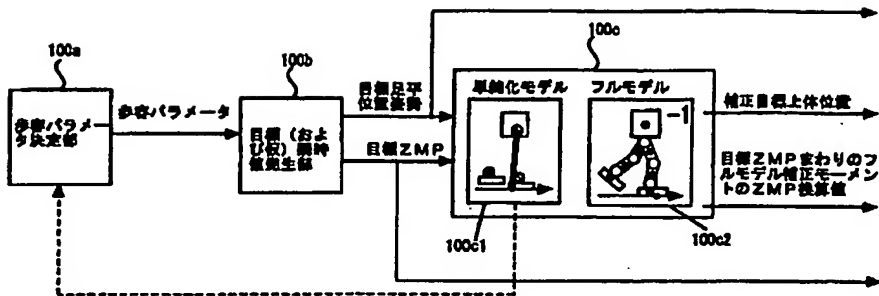 100a
100b
100c
歩容パラメー
タ決定部
歩容パラメータ
目標（およ
び仮）瞬時
値発生部
目標足平
位置姿勢
目標ZMP
単純化モデル
フルモデル
-1
100c1
100c2
補正目標上体位置
目標ZMPまわりのフ
ルモデル補正モーメン
トのZMP換算値